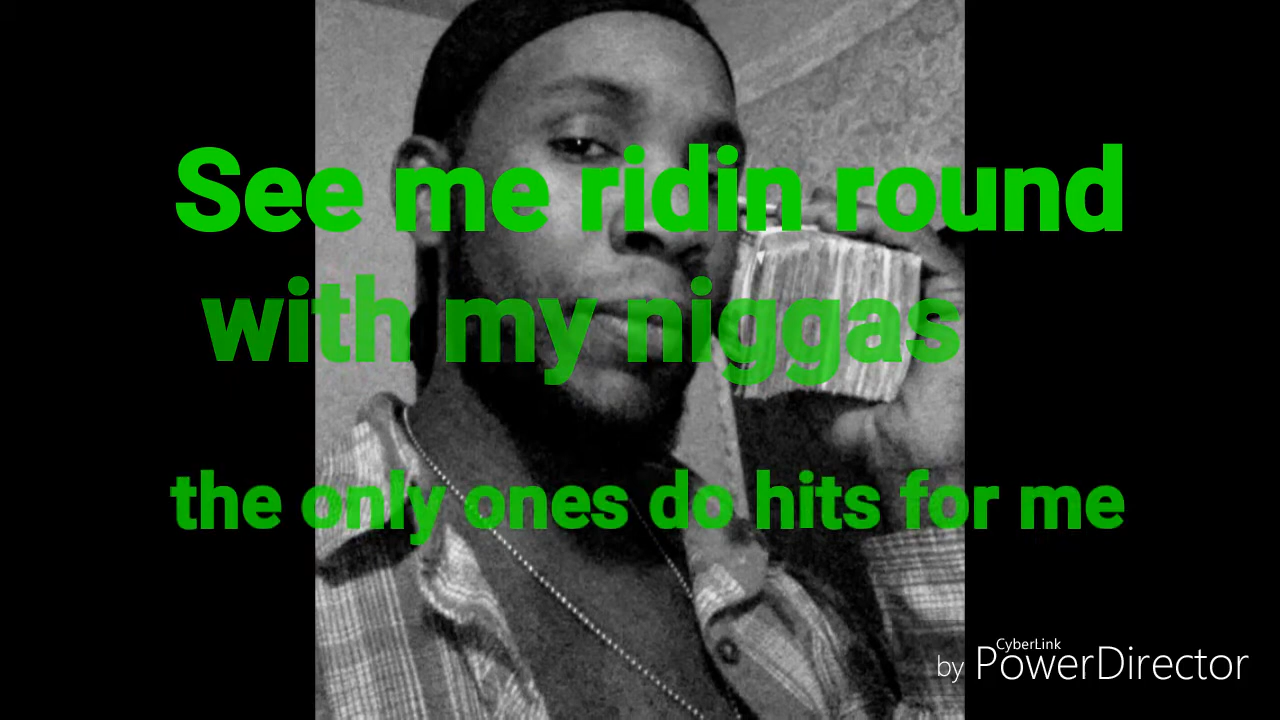 See me ridin round
with my niggas
the only ones do hits for me
CyberLink
by PowerDirector